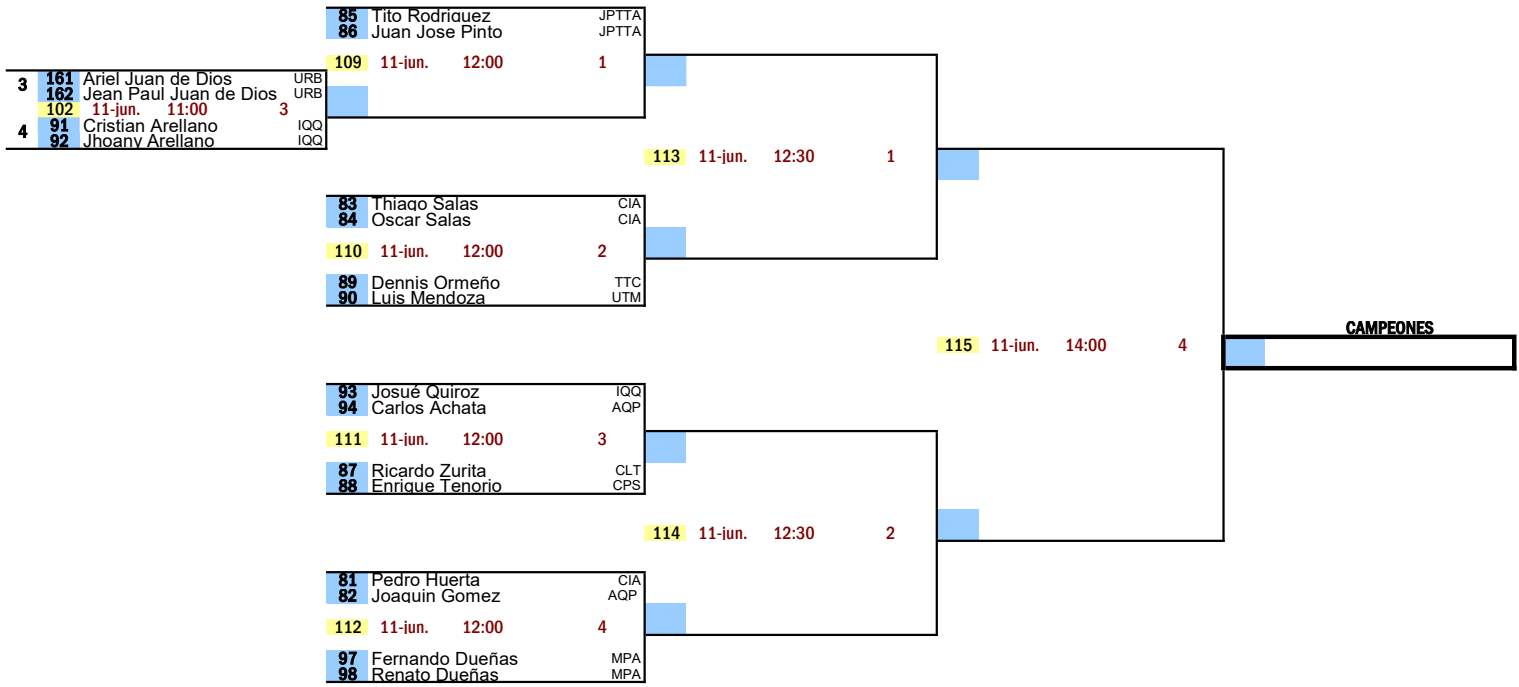 85 Tito Rodriguez JPTTA
86 Juan Jose Pinto JPTTA
109 11-jun. 12:00 1
3 161 Ariel Juan de Dios URB
162 Jean Paul Juan de Dios URB
102 11-jun. 11:00 3
4 91 Cristian Arellano IQQ
92 Jhoany Arellano IQQ
113 11-jun. 12:30 1
83 Thiago Salas CIA
84 Oscar Salas CIA
110 11-jun. 12:00 2
89 Dennis Ormeño TTC
90 Luis Mendoza UTM
CAMPEONES
115 11-jun. 14:00 4
93 Josué Quiroz IQQ
94 Carlos Achata AQP
111 11-jun. 12:00 3
87 Ricardo Zurita CLT
88 Enrique Tenorio CPS
114 11-jun. 12:30 2
81 Pedro Huerta CIA
82 Joaquin Gomez AQP
112 11-jun. 12:00 4
97 Fernando Dueñas MPA
98 Renato Dueñas MPA